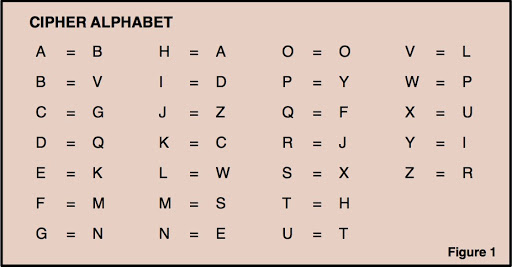 CIPHER ALPHABET
A = B H = A O = O V = L
B = V I = D P = Y W = P
C = G J = Z Q = F X = U
D = Q K = C R = J Y = I
E = K L = W S = X Z = R
F = M M = S T = H
G = N N = E U = T
Figure 1